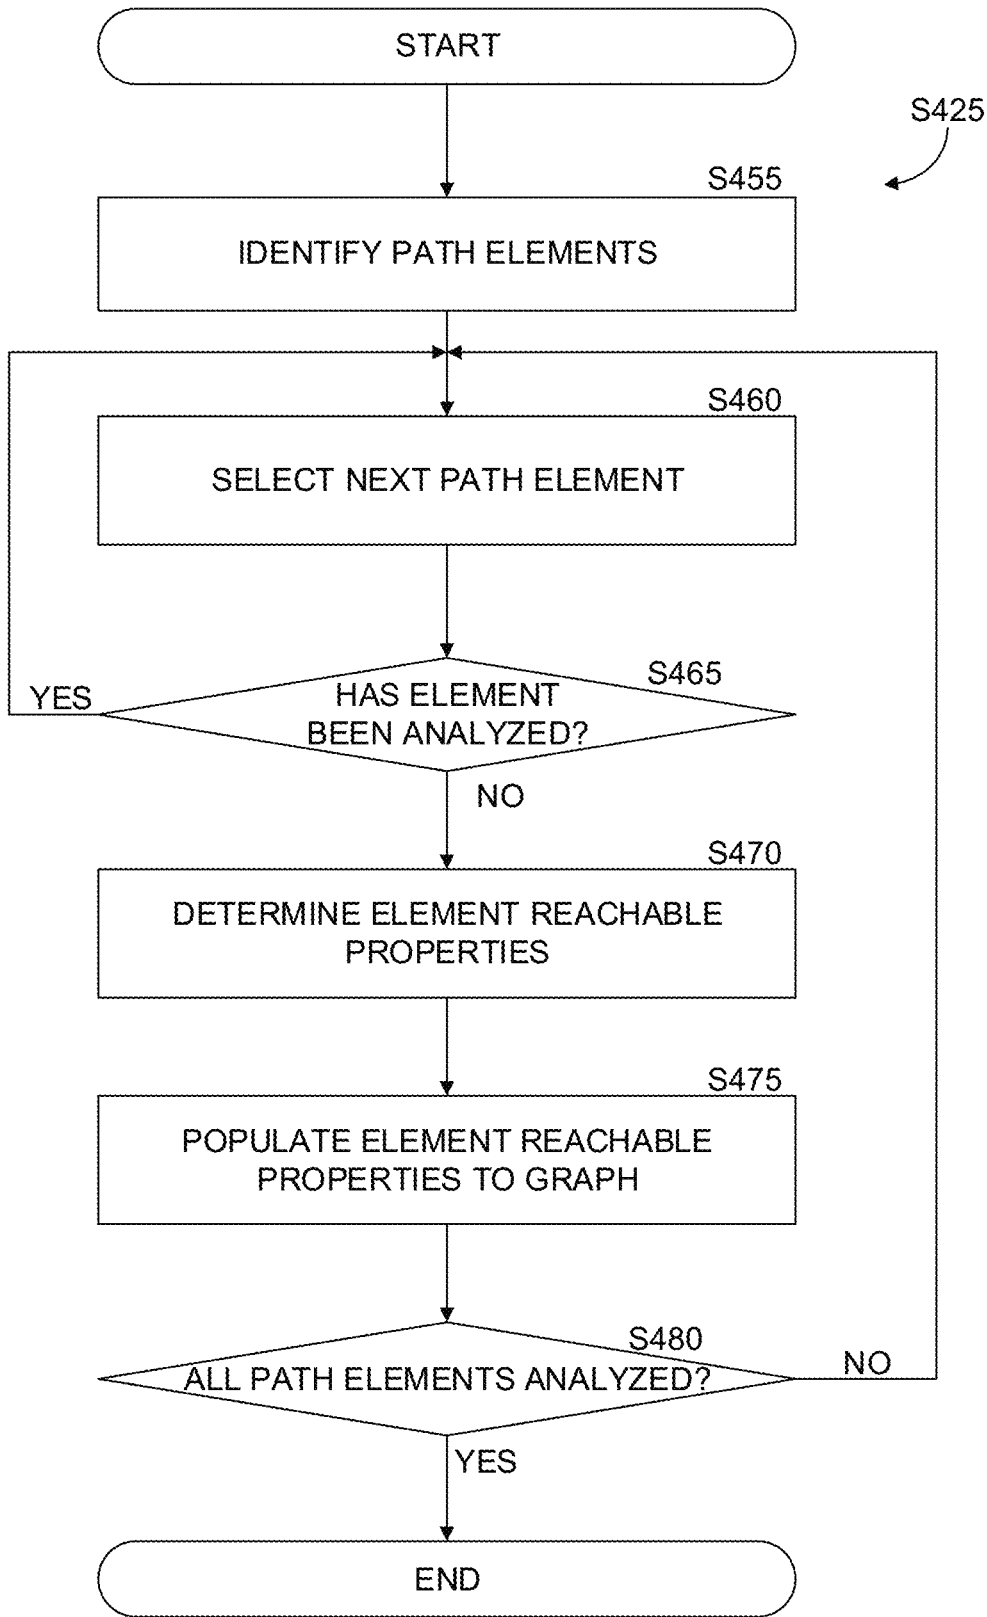 START
S425
S455
IDENTIFY PATH ELEMENTS
S460
SELECT NEXT PATH ELEMENT
S465
YES
HAS ELEMENT
BEEN ANALYZED?
NO
S470
DETERMINE ELEMENT REACHABLE
PROPERTIES
S475
POPULATE ELEMENT REACHABLE
PROPERTIES TO GRAPH
S480
ALL PATH ELEMENTS ANALYZED?
NO
YES
END